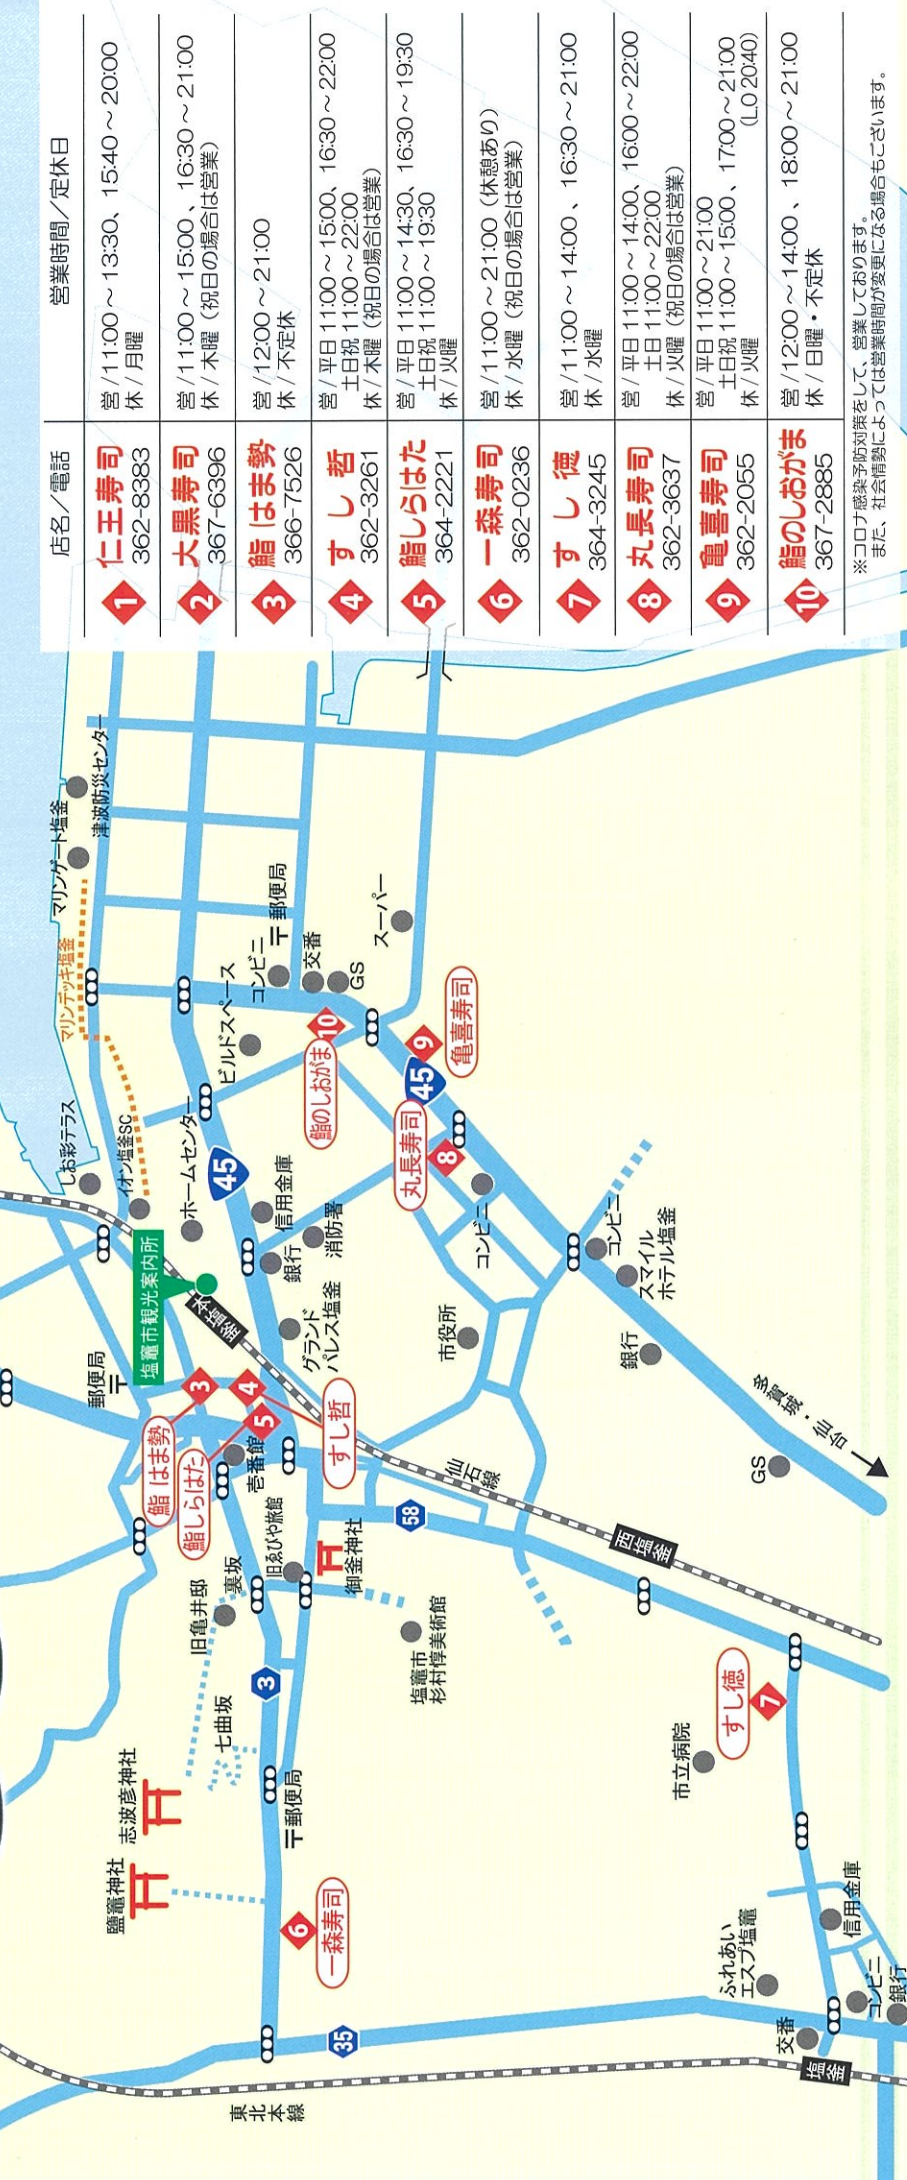 店名／電話
営業時間／定休日
1 仁王寿司
362-8383
営/11:00～13:30、15:40～20:00
休/月曜
2 大黒寿司
367-6396
営/11:00～15:00、16:30～21:00
休/木曜（祝日の場合は営業）
3 鮨 はま勢
366-7526
営/12:00～21:00
休/不定休
4 すし哲
362-3261
営/平日 11:00～15:00、16:30～22:00
土日祝 11:00～22:00
休/木曜（祝日の場合は営業）
5 鮨しらはた
364-2221
営/平日 11:00～14:30、16:30～19:30
土日祝 11:00～19:30
休/火曜
6 一森寿司
362-0236
営/11:00～21:00（休憩あり）
休/水曜（祝日の場合は営業）
7 すし徳
364-3245
営/11:00～14:00、16:30～21:00
休/水曜
8 丸長寿司
362-3637
営/平日 11:00～14:00、16:00～22:00
土日 11:00～22:00
休/火曜（祝日の場合は営業）
9 亀喜寿司
362-2055
営/平日 11:00～21:00
土日祝 11:00～15:00、17:00～21:00
(L.O 20:40)
休/火曜
10 鮨のしおがま
367-2885
営/12:00～14:00、18:00～21:00
休/日曜・不定休
※コロナ感染予防対策をして、営業しております。
また、社会情勢によっては営業時間が変更になる場合もございます。
マリンゲート塩釜
津波防災センター
マリンデッキ塩釜
しお彩テラス
イオン塩釜SC
ホームセンター
塩竈市観光案内所
本塩釜
45
信用金庫
銀行
消防署
グランド
パレス塩釜
ビルドスペース
コンビニ
〒郵便局
交番
GS
スーパー
10
鮨のしおがま
9
亀喜寿司
45
8
丸長寿司
コンビニ
市役所
コンビニ
スマイル
ホテル塩釜
銀行
GS
多賀城・仙台
郵便局
〒
3
鮨 はま勢
4
すし哲
5
鮨しらはた
壱番館
旧ゑびや旅館
御釜神社
58
仙石線
西塩釜
裏坂
旧亀井邸
七曲坂
3
塩竈市
杉村惇美術館
志波彦神社
鹽竈神社
〒郵便局
6
一森寿司
35
東北本線
7
すし徳
市立病院
ふれあい
エスプ塩竈
信用金庫
コンビニ
銀行
交番
塩釜